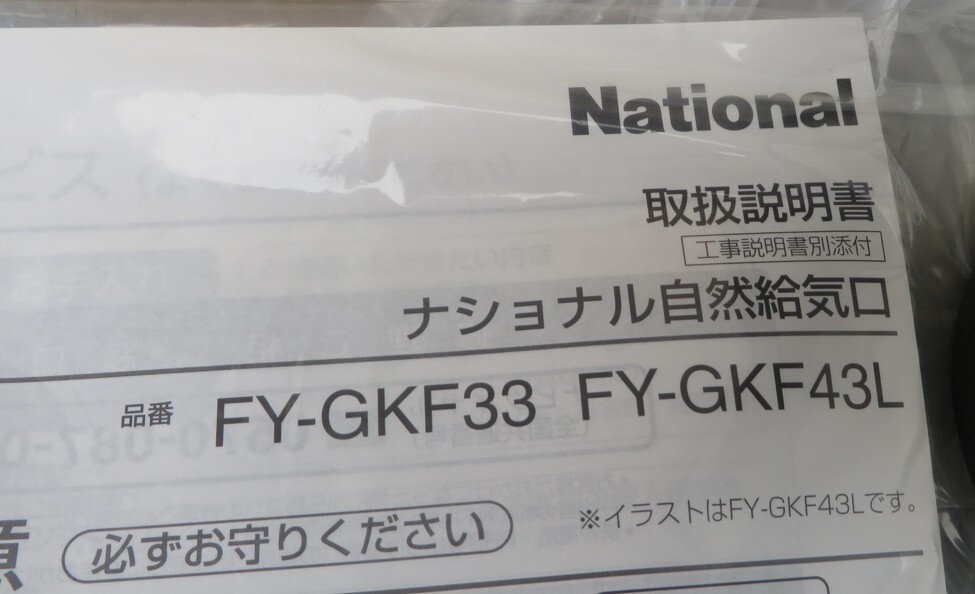 National
取扱説明書
工事説明書別添付
ナショナル自然給気口
品番 FY-GKF33 FY-GKF43L
※イラストはFY-GKF43Lです。
意 必ずお守りください